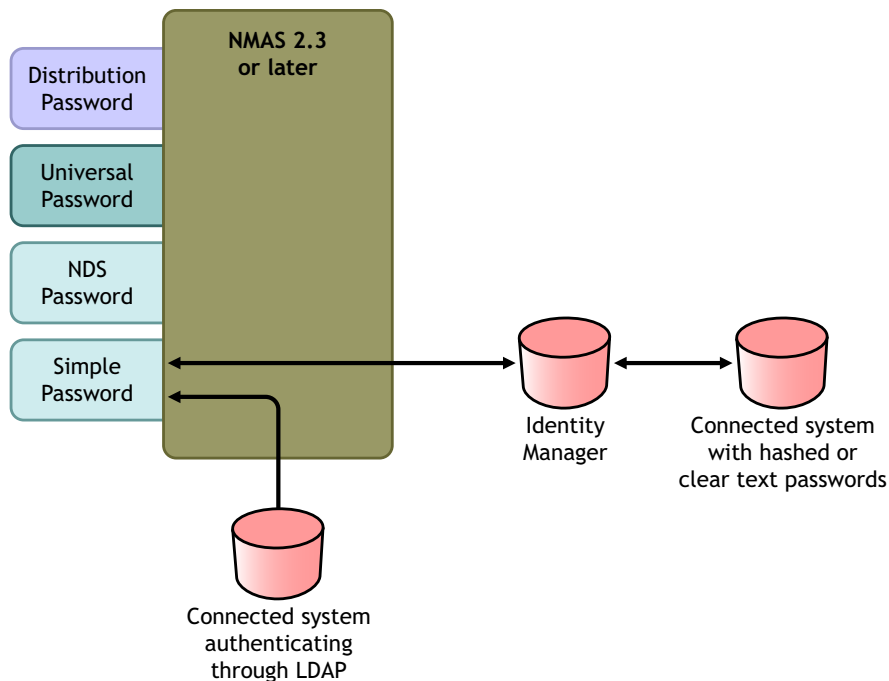 NMAS 2.3
or later
Distribution
Password
Universal
Password
NDS
Password
Simple
Password
Identity
Manager
Connected system
with hashed or
clear text passwords
Connected system
authenticating
through LDAP